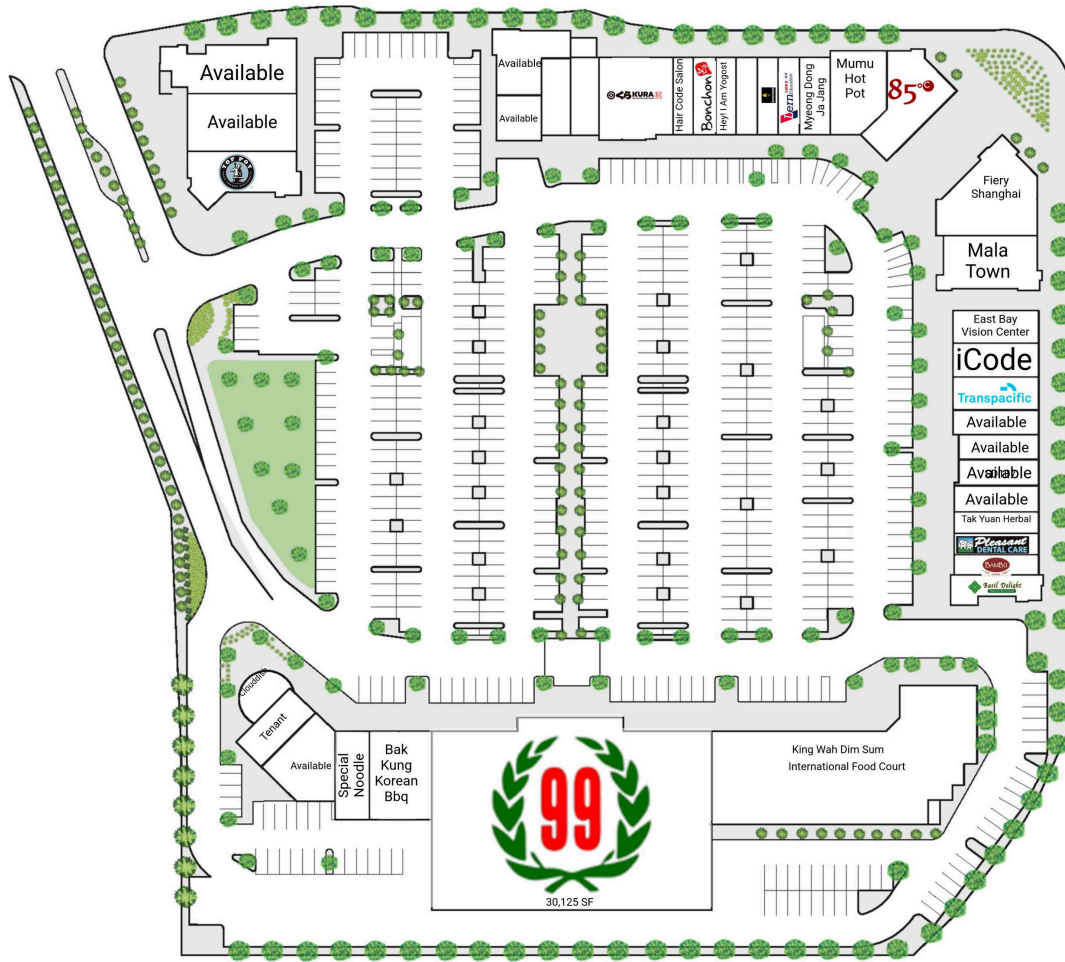 Available
Available
Available
Available
くら KURA
Hair Code Salon
Bonchon
Hey! I Am Yogost
Myeong Dong
Ja Jang
Mumu
Hot
Pot
85°C
Fiery
Shanghai
Mala
Town
East Bay
Vision Center
iCode
Transpacific
Available
Available
Available
Available
Tak Yuan Herbal
Pleasant
DENTAL CARE
BAMBŪ
Basil Delight
Tenant
Available
Special
Noodle
Bak
Kung
Korean
Bbq
99
30,125 SF
King Wah Dim Sum
International Food Court